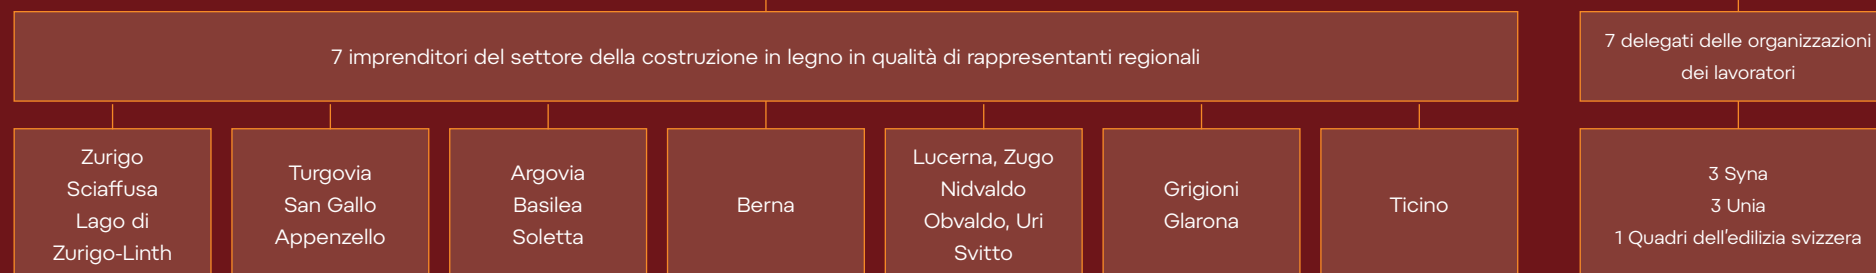 7 imprenditori del settore della costruzione in legno in qualità di rappresentanti regionali
7 delegati delle organizzazioni
dei lavoratori
Zurigo
Sciaffusa
Lago di
Zurigo-Linth
Turgovia
San Gallo
Appenzello
Argovia
Basilea
Soletta
Berna
Lucerna, Zugo
Nidvaldo
Obvaldo, Uri
Svitto
Grigioni
Glarona
Ticino
3 Syna
3 Unia
1 Quadri dell'edilizia svizzera